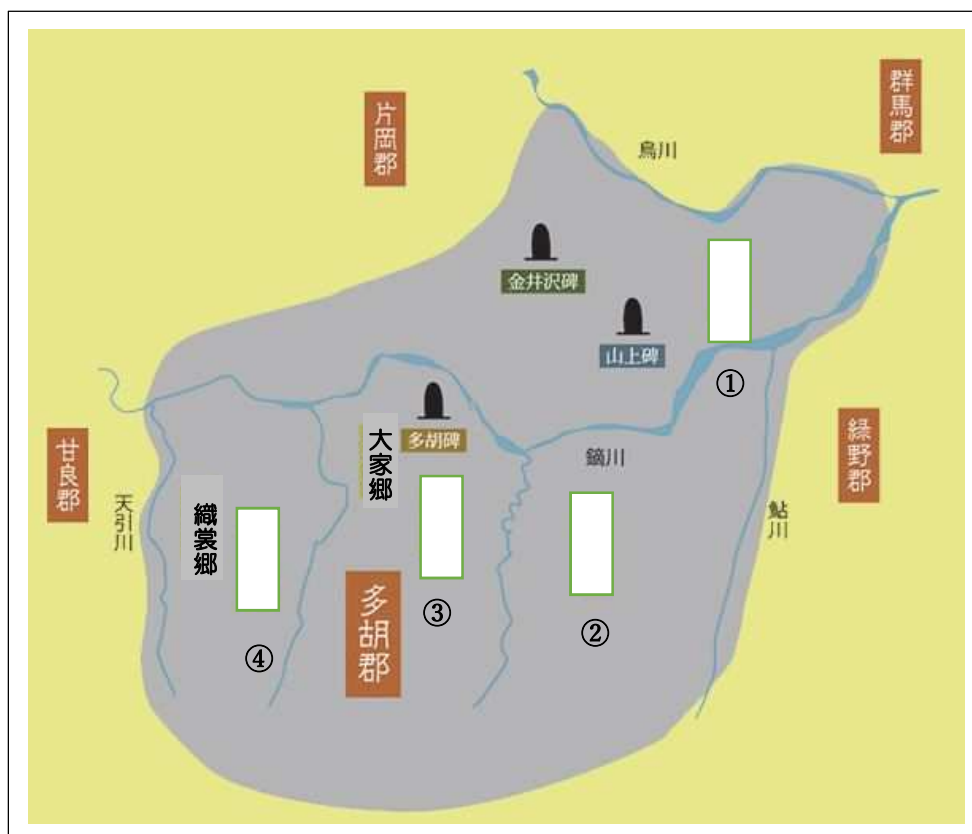 片岡郡
群馬郡
烏川
金井沢碑
山上碑
①
多胡碑
大家郷
鏑川
緑野郡
甘良郡
天引川
織裳郷
鮎川
多胡郡
③
②
④